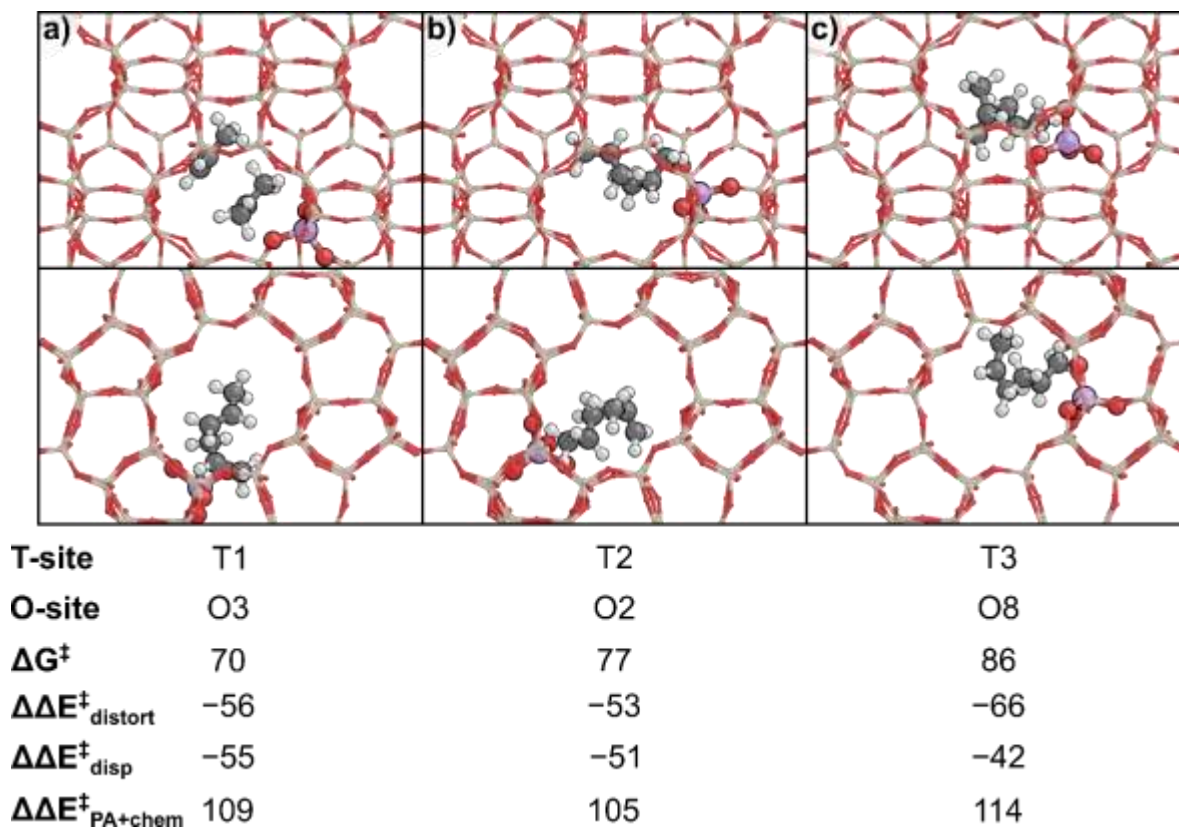 a) b) c)
T-site T1 T2 T3
O-site O3 O2 O8
ΔG‡ 70 77 86
ΔΔE‡distort −56 −53 −66
ΔΔE‡disp −55 −51 −42
ΔΔE‡PA+chem 109 105 114